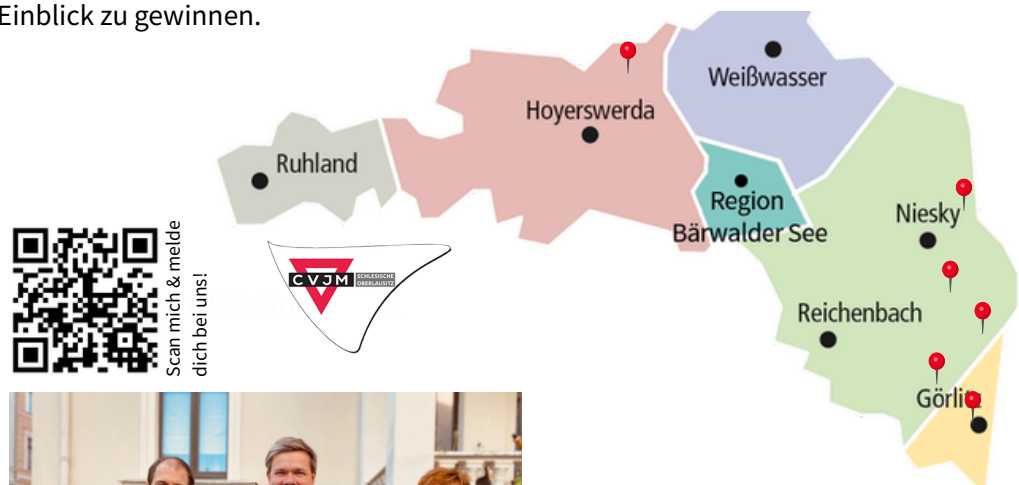 Einblick zu gewinnen.
Weißwasser
Hoyerswerda
Ruhland
Region
Bärwalder See
Niesky
Reichenbach
Scan mich & melde
dich bei uns!
CVJM
SCHLESISCHE
OBERLAUSITZ